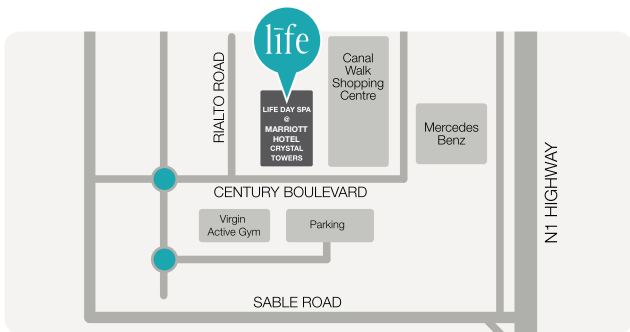 līfe
RIALTO ROAD
LIFE DAY SPA
@
MARRIOTT
HOTEL
CRYSTAL
TOWERS
Canal
Walk
Shopping
Centre
Mercedes
Benz
N1 HIGHWAY
CENTURY BOULEVARD
Virgin
Active Gym
Parking
SABLE ROAD